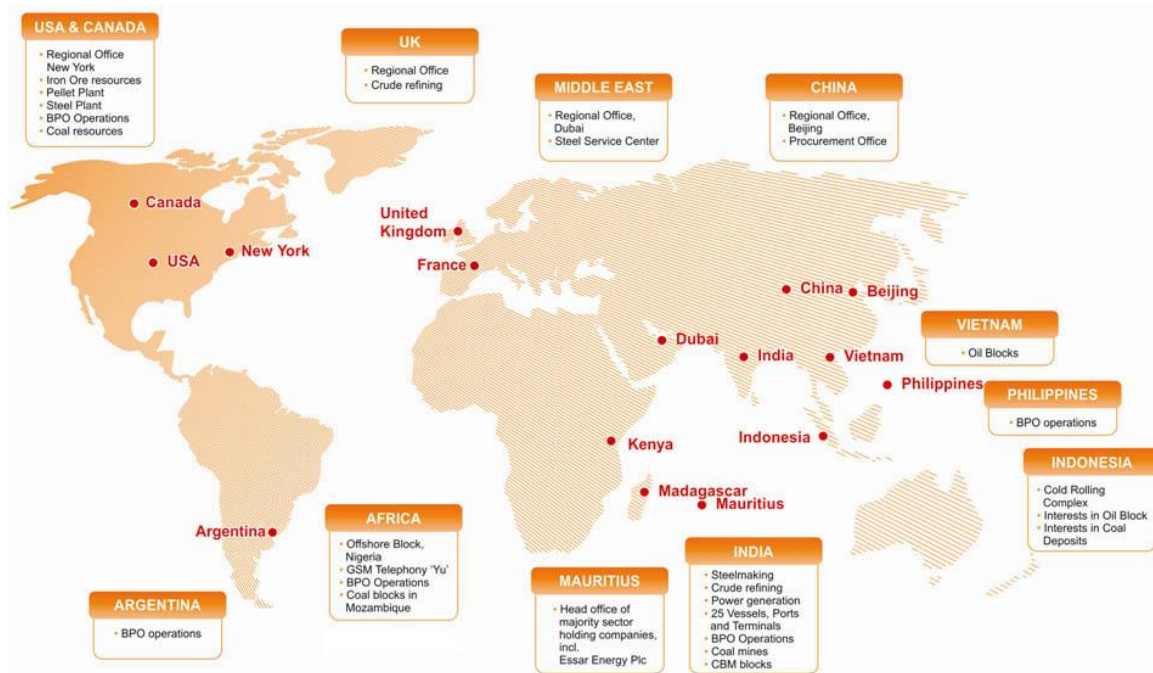 USA & CANADA
• Regional Office
New York
• Iron Ore resources
• Pellet Plant
• Steel Plant
• BPO Operations
• Coal resources
UK
• Regional Office
• Crude refining
MIDDLE EAST
• Regional Office,
Dubai
• Steel Service Center
CHINA
• Regional Office,
Beijing
• Procurement Office
Canada
USA
New York
United
Kingdom
France
China
Beijing
Dubai
India
Vietnam
Philippines
Indonesia
Kenya
Madagascar
Mauritius
Argentina
VIETNAM
• Oil Blocks
PHILIPPINES
• BPO operations
INDONESIA
• Cold Rolling
Complex
• Interests in Oil Block
• Interests in Coal
Deposits
AFRICA
• Offshore Block,
Nigeria
• GSM Telephony ‘Yu’
• BPO Operations
• Coal blocks in
Mozambique
MAURITIUS
• Head office of
majority sector
holding companies,
incl.
Essar Energy Plc
INDIA
• Steelmaking
• Crude refining
• Power generation
• 25 Vessels, Ports
and Terminals
• BPO Operations
• Coal mines
• CBM blocks
ARGENTINA
• BPO operations